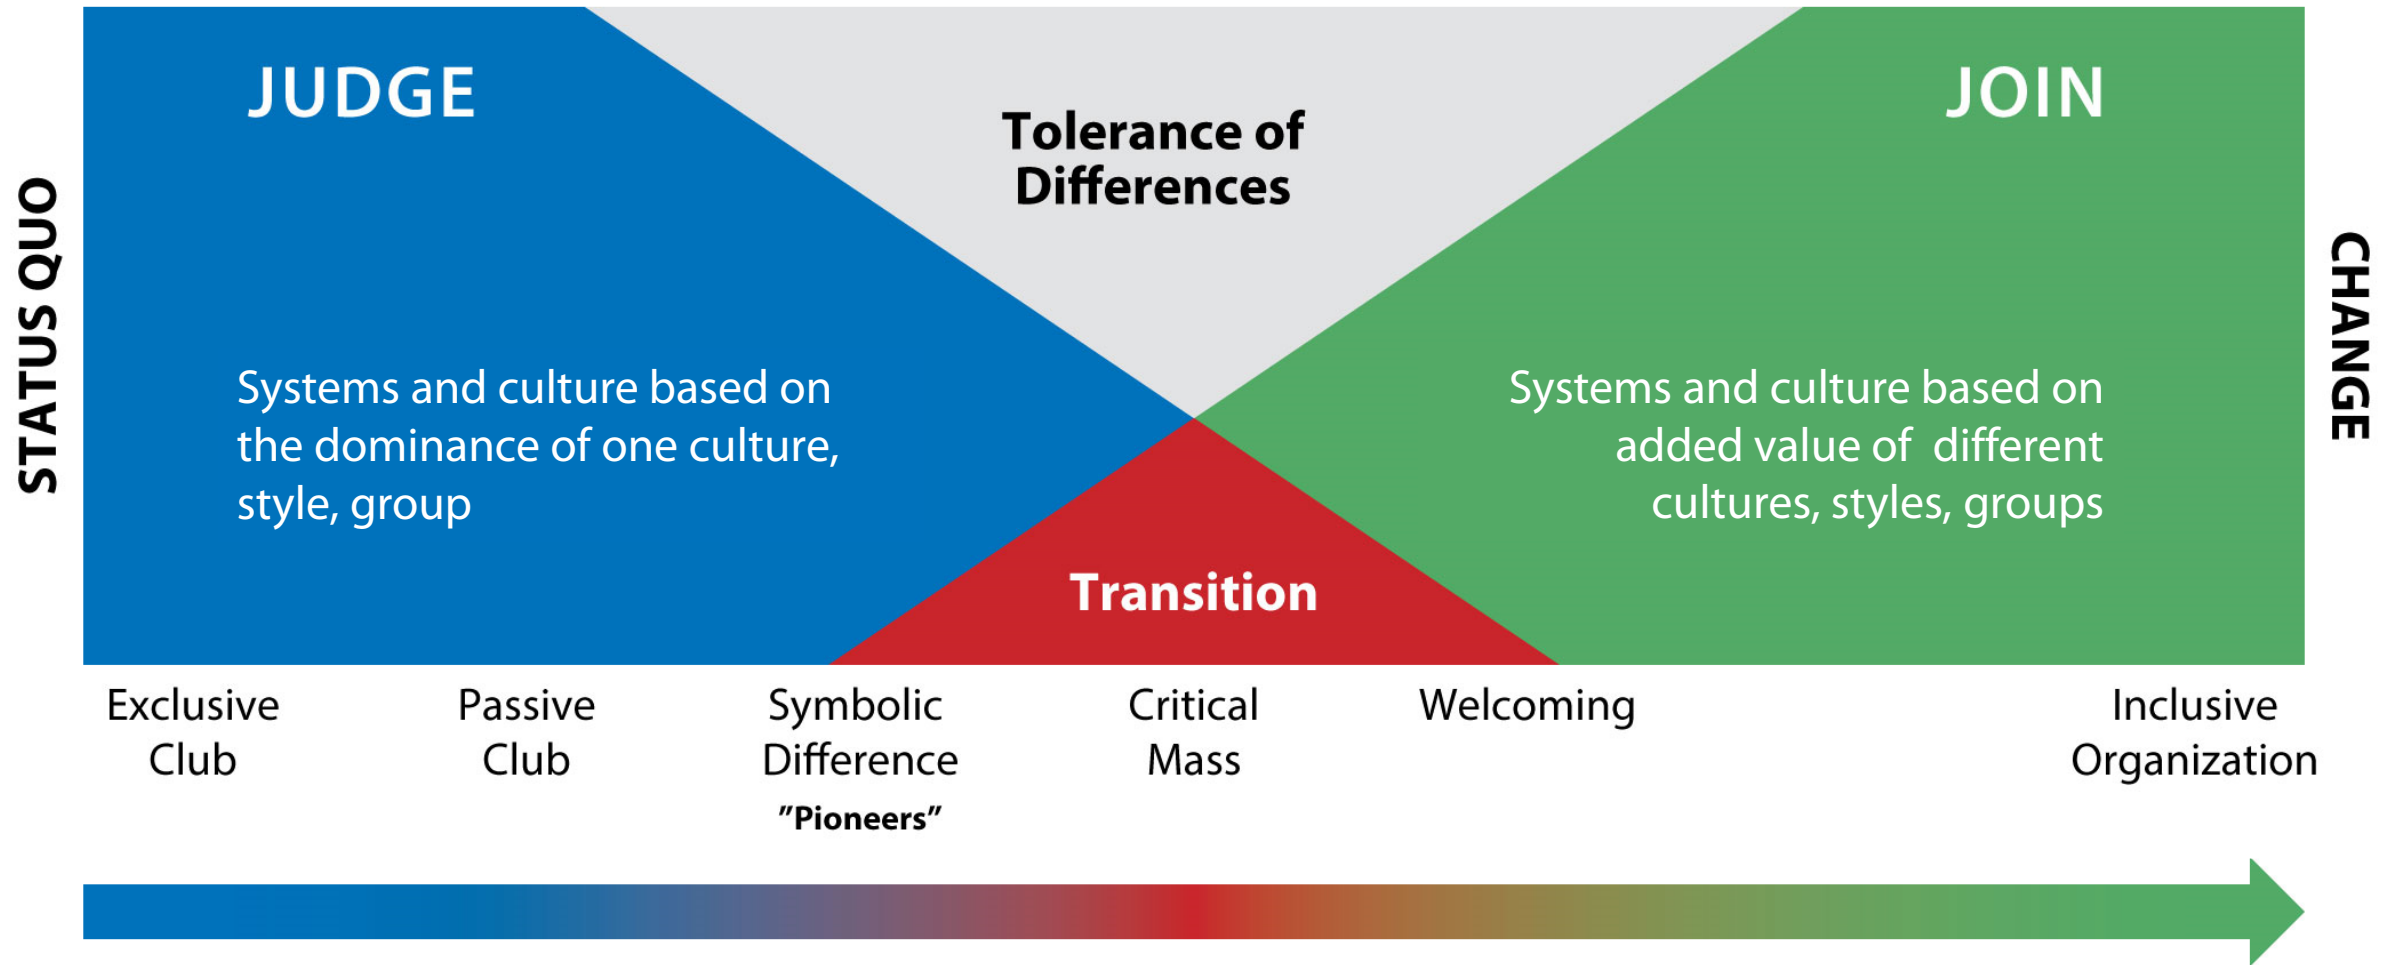 JUDGE
JOIN
Tolerance of
Differences
STATUS QUO
CHANGE
Systems and culture based on
the dominance of one culture,
style, group
Systems and culture based on
added value of  different
cultures, styles, groups
Transition
Exclusive
Club
Passive
Club
Symbolic
Difference
”Pioneers”
Critical
Mass
Welcoming
Inclusive
Organization